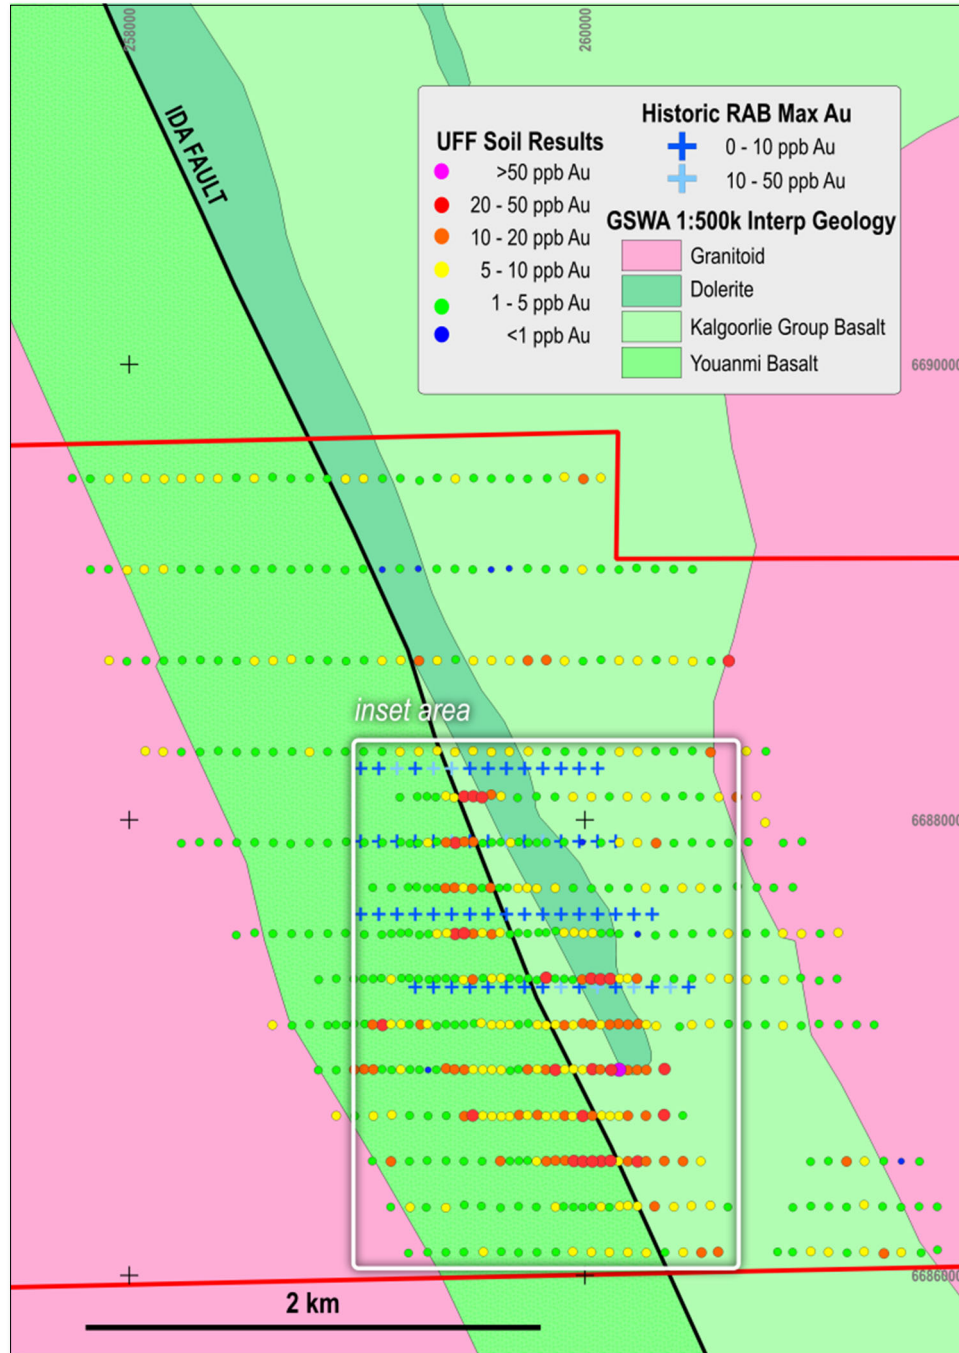 258000
260000
IDA FAULT
UFF Soil Results
>50 ppb Au
20 - 50 ppb Au
10 - 20 ppb Au
5 - 10 ppb Au
1 - 5 ppb Au
<1 ppb Au
Historic RAB Max Au
0 - 10 ppb Au
10 - 50 ppb Au
GSWA 1:500k Interp Geology
Granitoid
Dolerite
Kalgoorlie Group Basalt
Youanmi Basalt
6690000
inset area
6688000
6686000
2 km